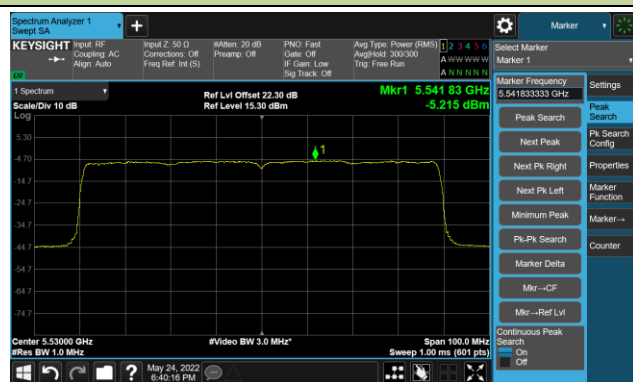 Spectrum Analyzer 1
Swept SA
+
Marker
KEYSIGHT
Input: RF
Coupling: AC
Align: Auto
Input Z: 50 Ω
Corrections: Off
Freq Ref: Int (S)
#Atten: 20 dB
Preamp: Off
PNO: Fast
Gate: Off
IF Gain: Low
Sig Track: Off
Avg Type: Power (RMS)
Avg|Hold: 300/300
Trig: Free Run
1 2 3 4 5 6
A W W W W W
A N N N N N
Select Marker
Marker 1
1 Spectrum
Scale/Div 10 dB
Log
Ref Lvl Offset 22.30 dB
Ref Level 15.30 dBm
Mkr1 5.541 83 GHz
-5.215 dBm
5.30
-4.70
-14.7
-24.7
-34.7
-44.7
-54.7
-64.7
-74.7
1
Center 5.53000 GHz
#Res BW 1.0 MHz
#Video BW 3.0 MHz*
Span 100.0 MHz
Sweep 1.00 ms (601 pts)
Marker Frequency
5.541833333 GHz
Peak Search
Next Peak
Next Pk Right
Next Pk Left
Minimum Peak
Pk-Pk Search
Marker Delta
Mkr→CF
Mkr→Ref Lvl
Continuous Peak
Search
On
Off
Settings
Peak
Search
Pk Search
Config
Properties
Marker
Function
Marker→
Counter
?
May 24, 2022
6:40:16 PM